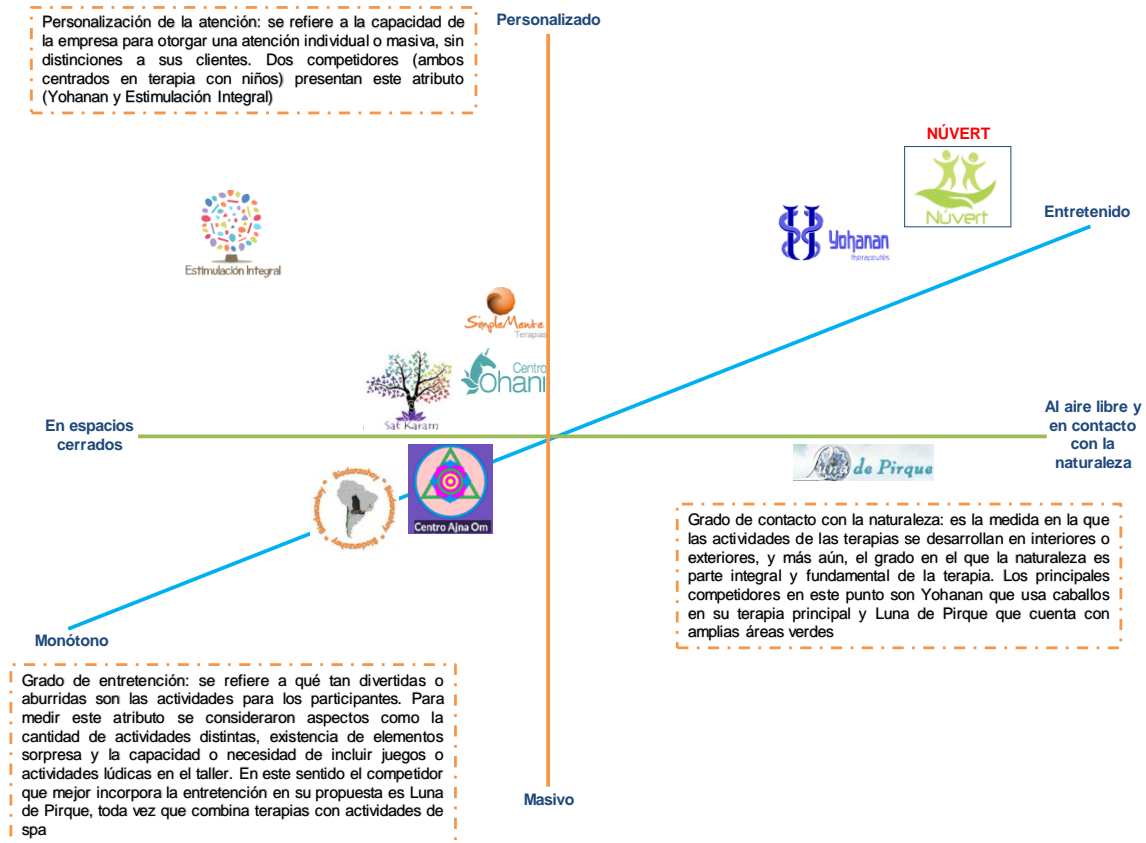 Personalización de la atención: se refiere a la capacidad de
la empresa para otorgar una atención individual o masiva, sin
distinciones a sus clientes. Dos competidores (ambos
centrados en terapia con niños) presentan este atributo
(Yohanan y Estimulación Integral)
Personalizado
NÚVERT
Núvert
Entretenido
Yohanan
therapeutés
Estimulación Integral
SimpleMente
Terapias
Centro
Ohani
Sat Karam
En espacios
cerrados
Al aire libre y
en contacto
con la
naturaleza
Luna de Pirque
Biodanzahoy · Biodanzahoy · Biodanzahoy
Centro Ajna Om
Grado de contacto con la naturaleza: es la medida en la que
las actividades de las terapias se desarrollan en interiores o
exteriores, y más aún, el grado en el que la naturaleza es
parte integral y fundamental de la terapia. Los principales
competidores en este punto son Yohanan que usa caballos
en su terapia principal y Luna de Pirque que cuenta con
amplias áreas verdes
Monótono
Grado de entretención: se refiere a qué tan divertidas o
aburridas son las actividades para los participantes. Para
medir este atributo se consideraron aspectos como la
cantidad de actividades distintas, existencia de elementos
sorpresa y la capacidad o necesidad de incluir juegos o
actividades lúdicas en el taller. En este sentido el competidor
que mejor incorpora la entretención en su propuesta es Luna
de Pirque, toda vez que combina terapias con actividades de
spa
Masivo